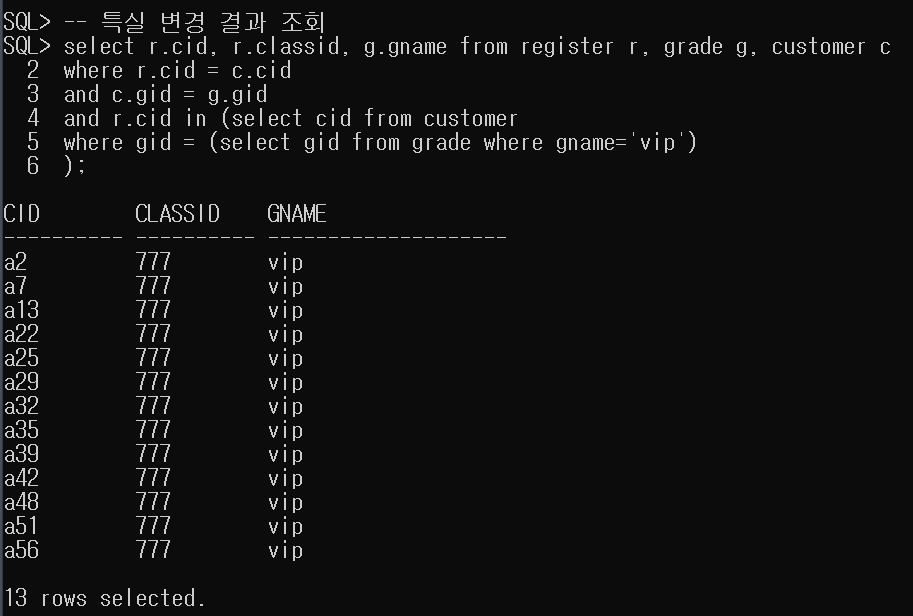 SQL> -- 특실 변경 결과 조회
SQL> select r.cid, r.classid, g.gname from register r, grade g, customer c
  2  where r.cid = c.cid
  3  and c.gid = g.gid
  4  and r.cid in (select cid from customer
  5  where gid = (select gid from grade where gname='vip')
  6  );
CID        CLASSID    GNAME
---------- ---------- --------------------
a2         777        vip
a7         777        vip
a13        777        vip
a22        777        vip
a25        777        vip
a29        777        vip
a32        777        vip
a35        777        vip
a39        777        vip
a42        777        vip
a48        777        vip
a51        777        vip
a56        777        vip
13 rows selected.